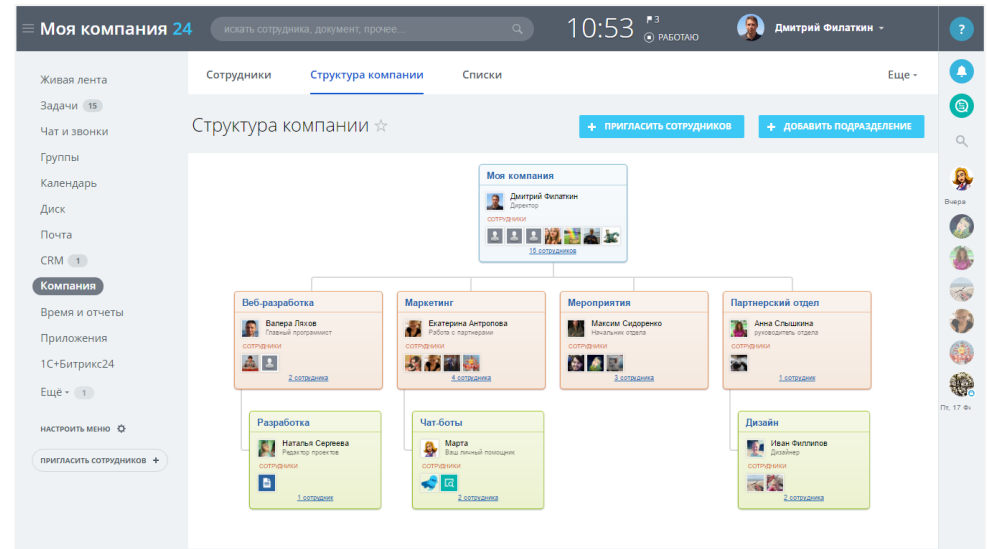 Моя компания 24
искать сотрудника, документ, прочее...
10:53
3
РАБОТАЮ
Дмитрий Филаткин
?
Живая лента
Задачи 15
Чат и звонки
Группы
Календарь
Диск
Почта
CRM 1
Компания
Время и отчеты
Приложения
1С+Битрикс24
Ещё 1
НАСТРОИТЬ МЕНЮ
ПРИГЛАСИТЬ СОТРУДНИКОВ +
Сотрудники
Структура компании
Списки
Еще
Структура компании
+ ПРИГЛАСИТЬ СОТРУДНИКОВ
+ ДОБАВИТЬ ПОДРАЗДЕЛЕНИЕ
Моя компания
Дмитрий Филаткин
Директор
СОТРУДНИКИ
15 сотрудников
Веб-разработка
Валера Ляхов
Главный программист
СОТРУДНИКИ
2 сотрудника
Маркетинг
Екатерина Антропова
Работа с партнерами
СОТРУДНИКИ
4 сотрудника
Мероприятия
Максим Сидоренко
Начальник отдела
СОТРУДНИКИ
3 сотрудника
Партнерский отдел
Анна Слышкина
руководитель отдела
СОТРУДНИКИ
1 сотрудник
Разработка
Наталья Сергеева
Редактор проектов
СОТРУДНИКИ
1 сотрудник
Чат-боты
Марта
Ваш личный помощник
СОТРУДНИКИ
2 сотрудника
Дизайн
Иван Филлипов
Дизайнер
СОТРУДНИКИ
2 сотрудника
Вчера
Пт, 17 Фе